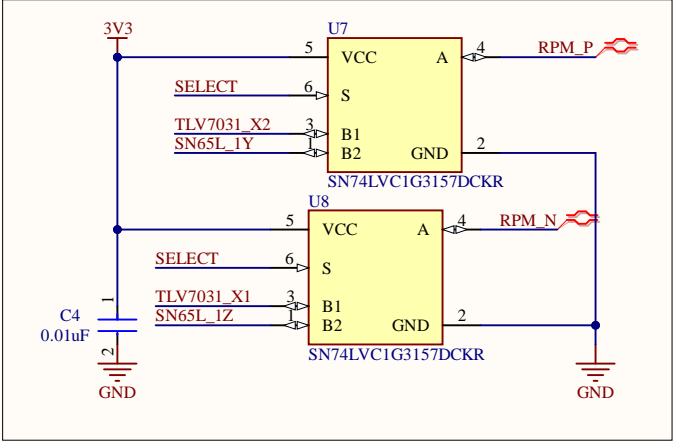 3V3
U7
5 VCC A 4 RPM_P
SELECT 6 S
TLV7031_X2 3 B1
SN65L_1Y 1 B2 GND 2
SN74LVC1G3157DCKR
U8
5 VCC A 4 RPM_N
SELECT 6 S
TLV7031_X1 3 B1
SN65L_1Z 1 B2 GND 2
SN74LVC1G3157DCKR
1
C4
0.01uF
2
GND
GND